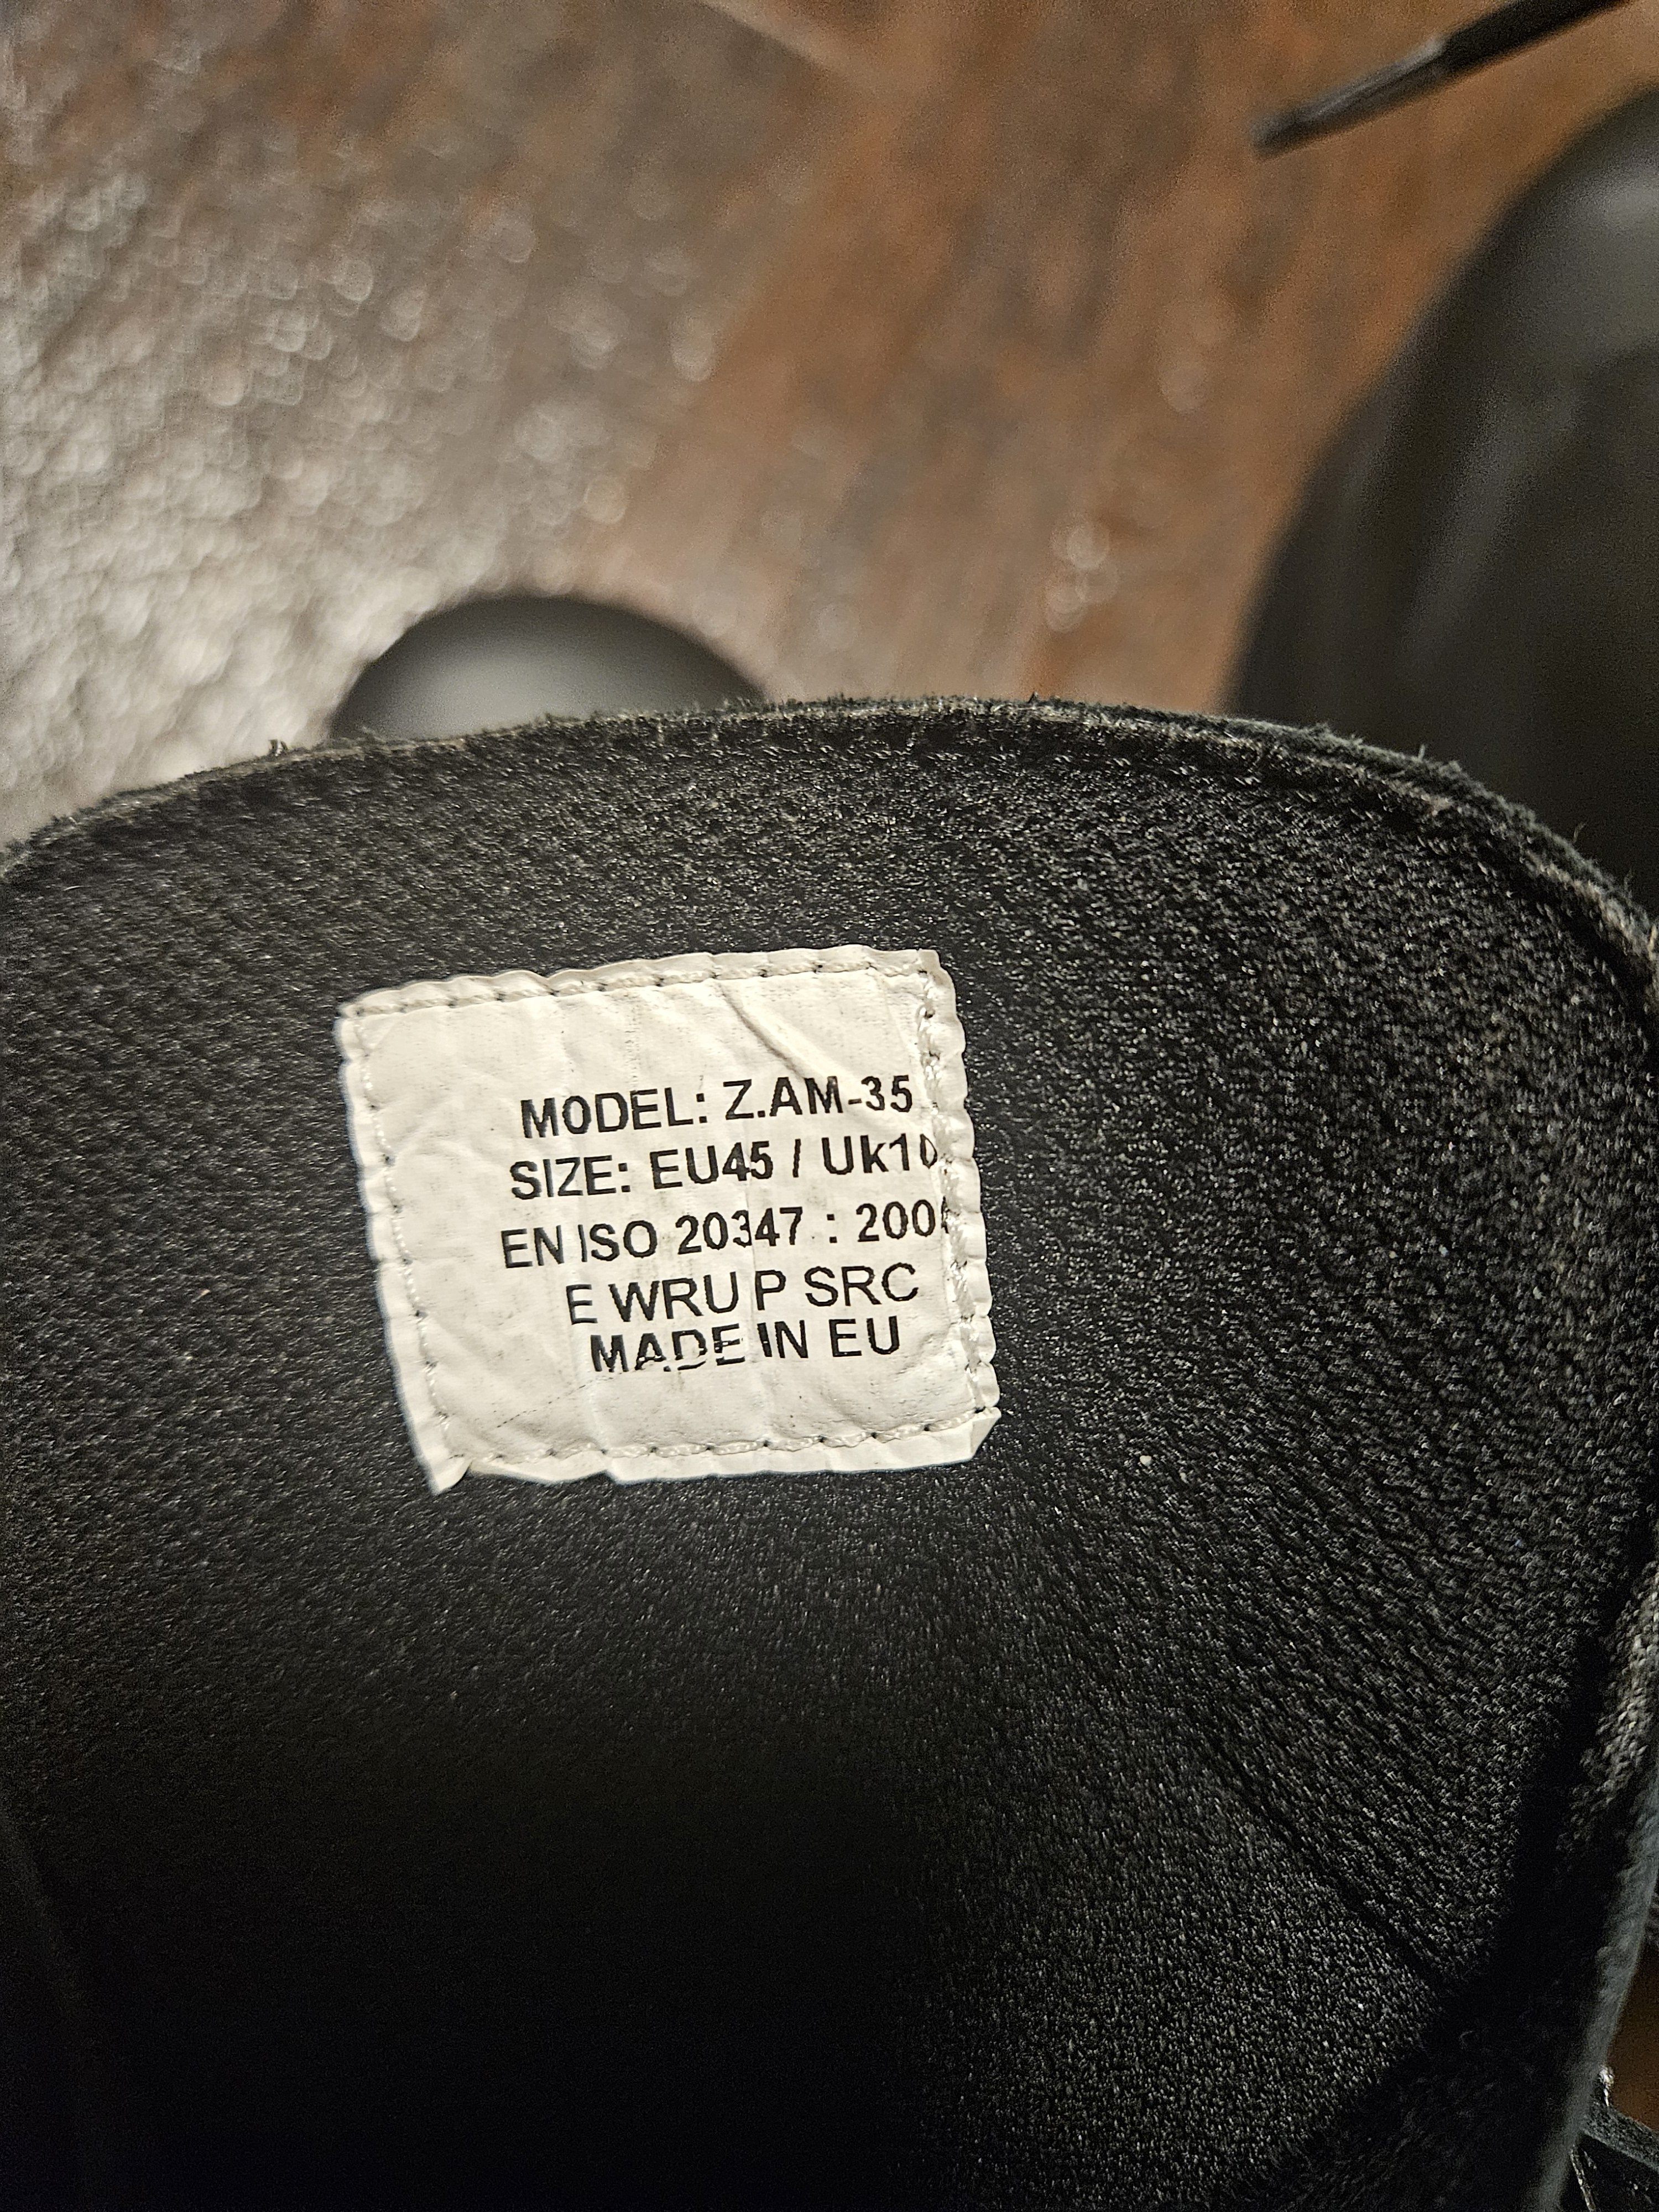 MODEL: Z.AM-35
SIZE: EU45 / Uk10
EN ISO 20347 :
E WRU P SRC
MADE IN EU